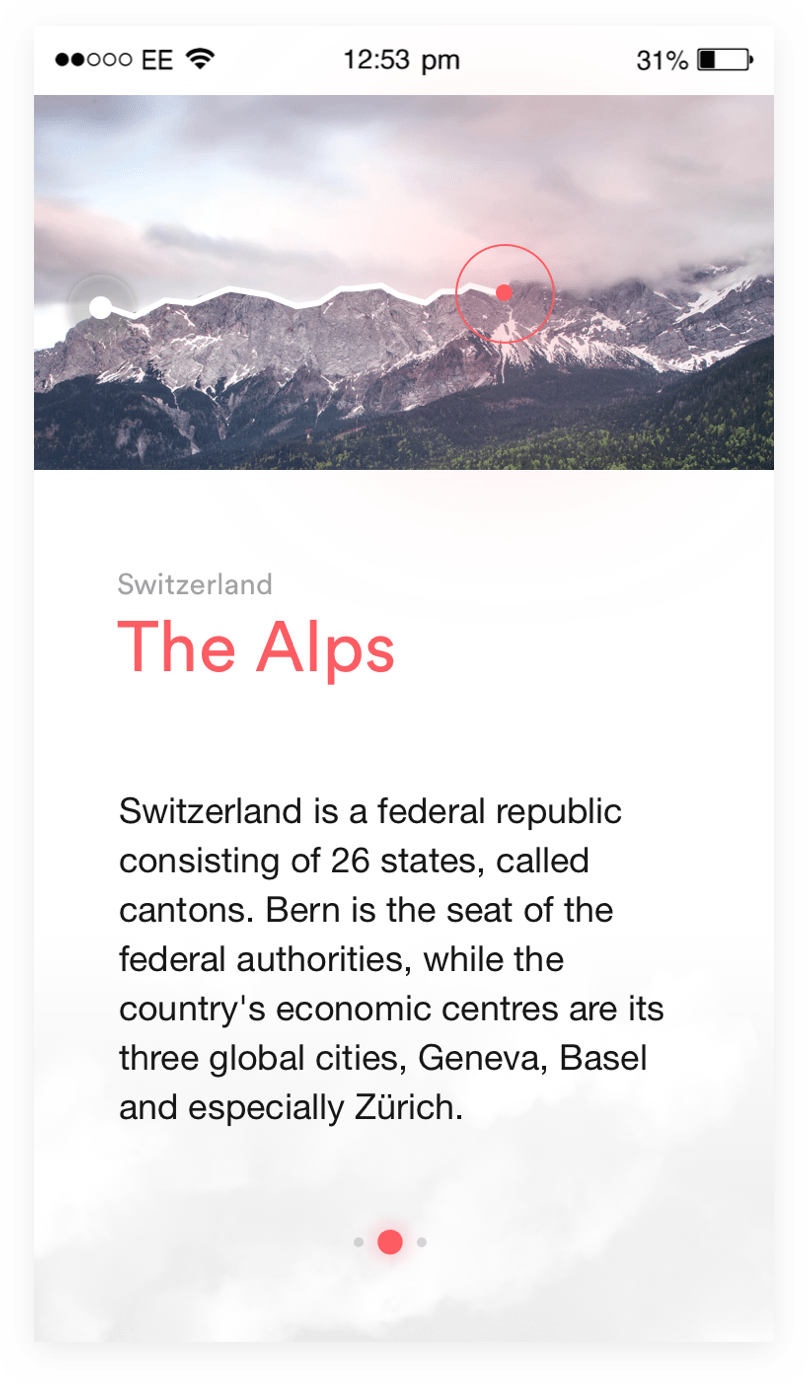 EE 12:53 pm 31%
Switzerland
The Alps
Switzerland is a federal republic
consisting of 26 states, called
cantons. Bern is the seat of the
federal authorities, while the
country's economic centres are its
three global cities, Geneva, Basel
and especially Zürich.